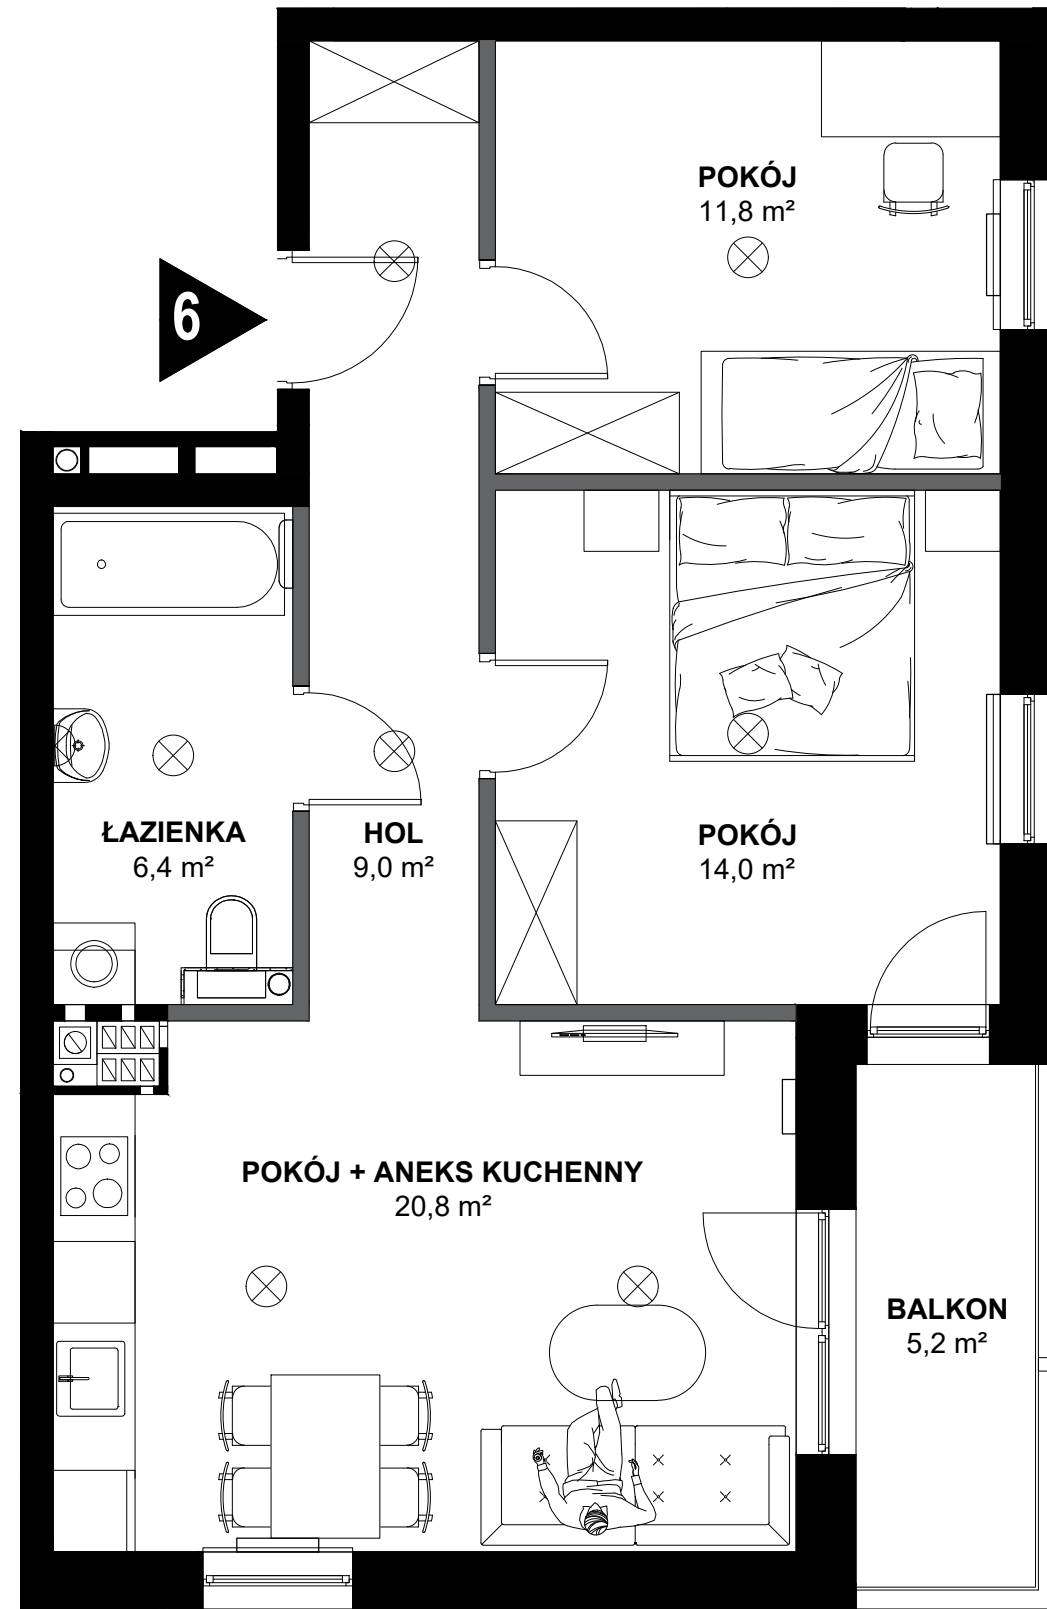 POKÓJ
11,8 m²
6
ŁAZIENKA
6,4 m²
HOL
9,0 m²
POKÓJ
14,0 m²
POKÓJ + ANEKS KUCHENNY
20,8 m²
BALKON
5,2 m²